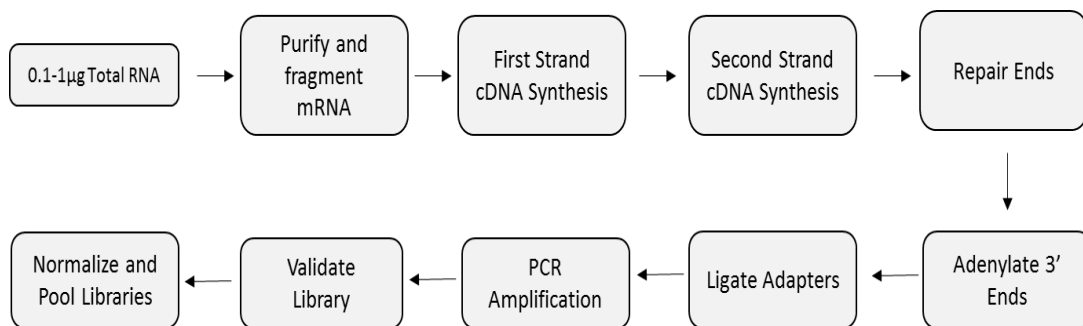 0.1-1µg Total RNA
Purify and
fragment
mRNA
First Strand
cDNA Synthesis
Second Strand
cDNA Synthesis
Repair Ends
Adenylate 3’
Ends
Ligate Adapters
PCR
Amplification
Validate
Library
Normalize and
Pool Libraries